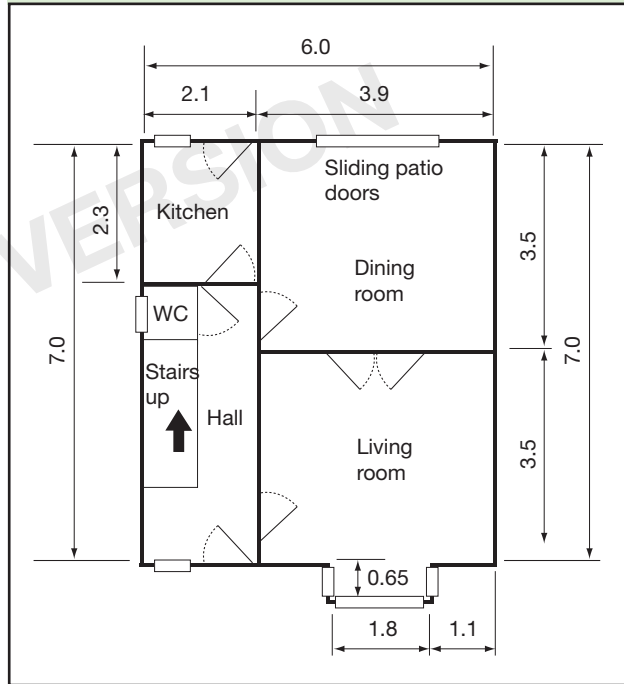 6.0
2.1
3.9
VERSION
Sliding patio
doors
Kitchen
2.3
3.5
Dining
room
WC
7.0
7.0
Stairs
up
Hall
Living
room
3.5
0.65
1.8
1.1